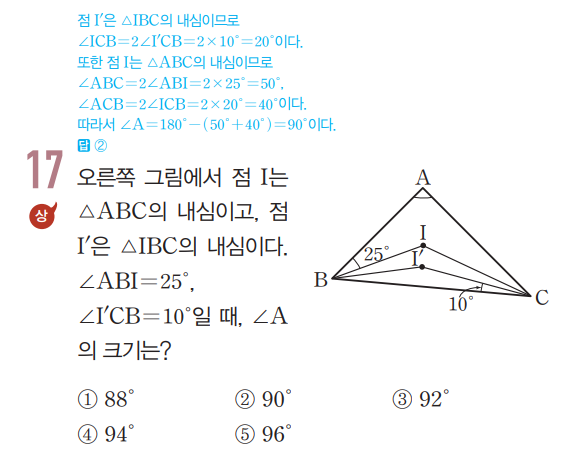 점 I′은 △IBC의 내심이므로
∠ICB=2∠I′CB=2×10°=20°이다.
또한 점 I는 △ABC의 내심이므로
∠ABC=2∠ABI=2×25°=50°,
∠ACB=2∠ICB=2×20°=40°이다.
따라서 ∠A=180°-(50°+40°)=90°이다.
답 ②
17
상
오른쪽 그림에서 점 I는
△ABC의 내심이고, 점
I′은 △IBC의 내심이다.
∠ABI=25°,
∠I′CB=10°일 때, ∠A
의 크기는?
A
I
25°
I′
B
10°
C
① 88° ② 90° ③ 92°
④ 94° ⑤ 96°